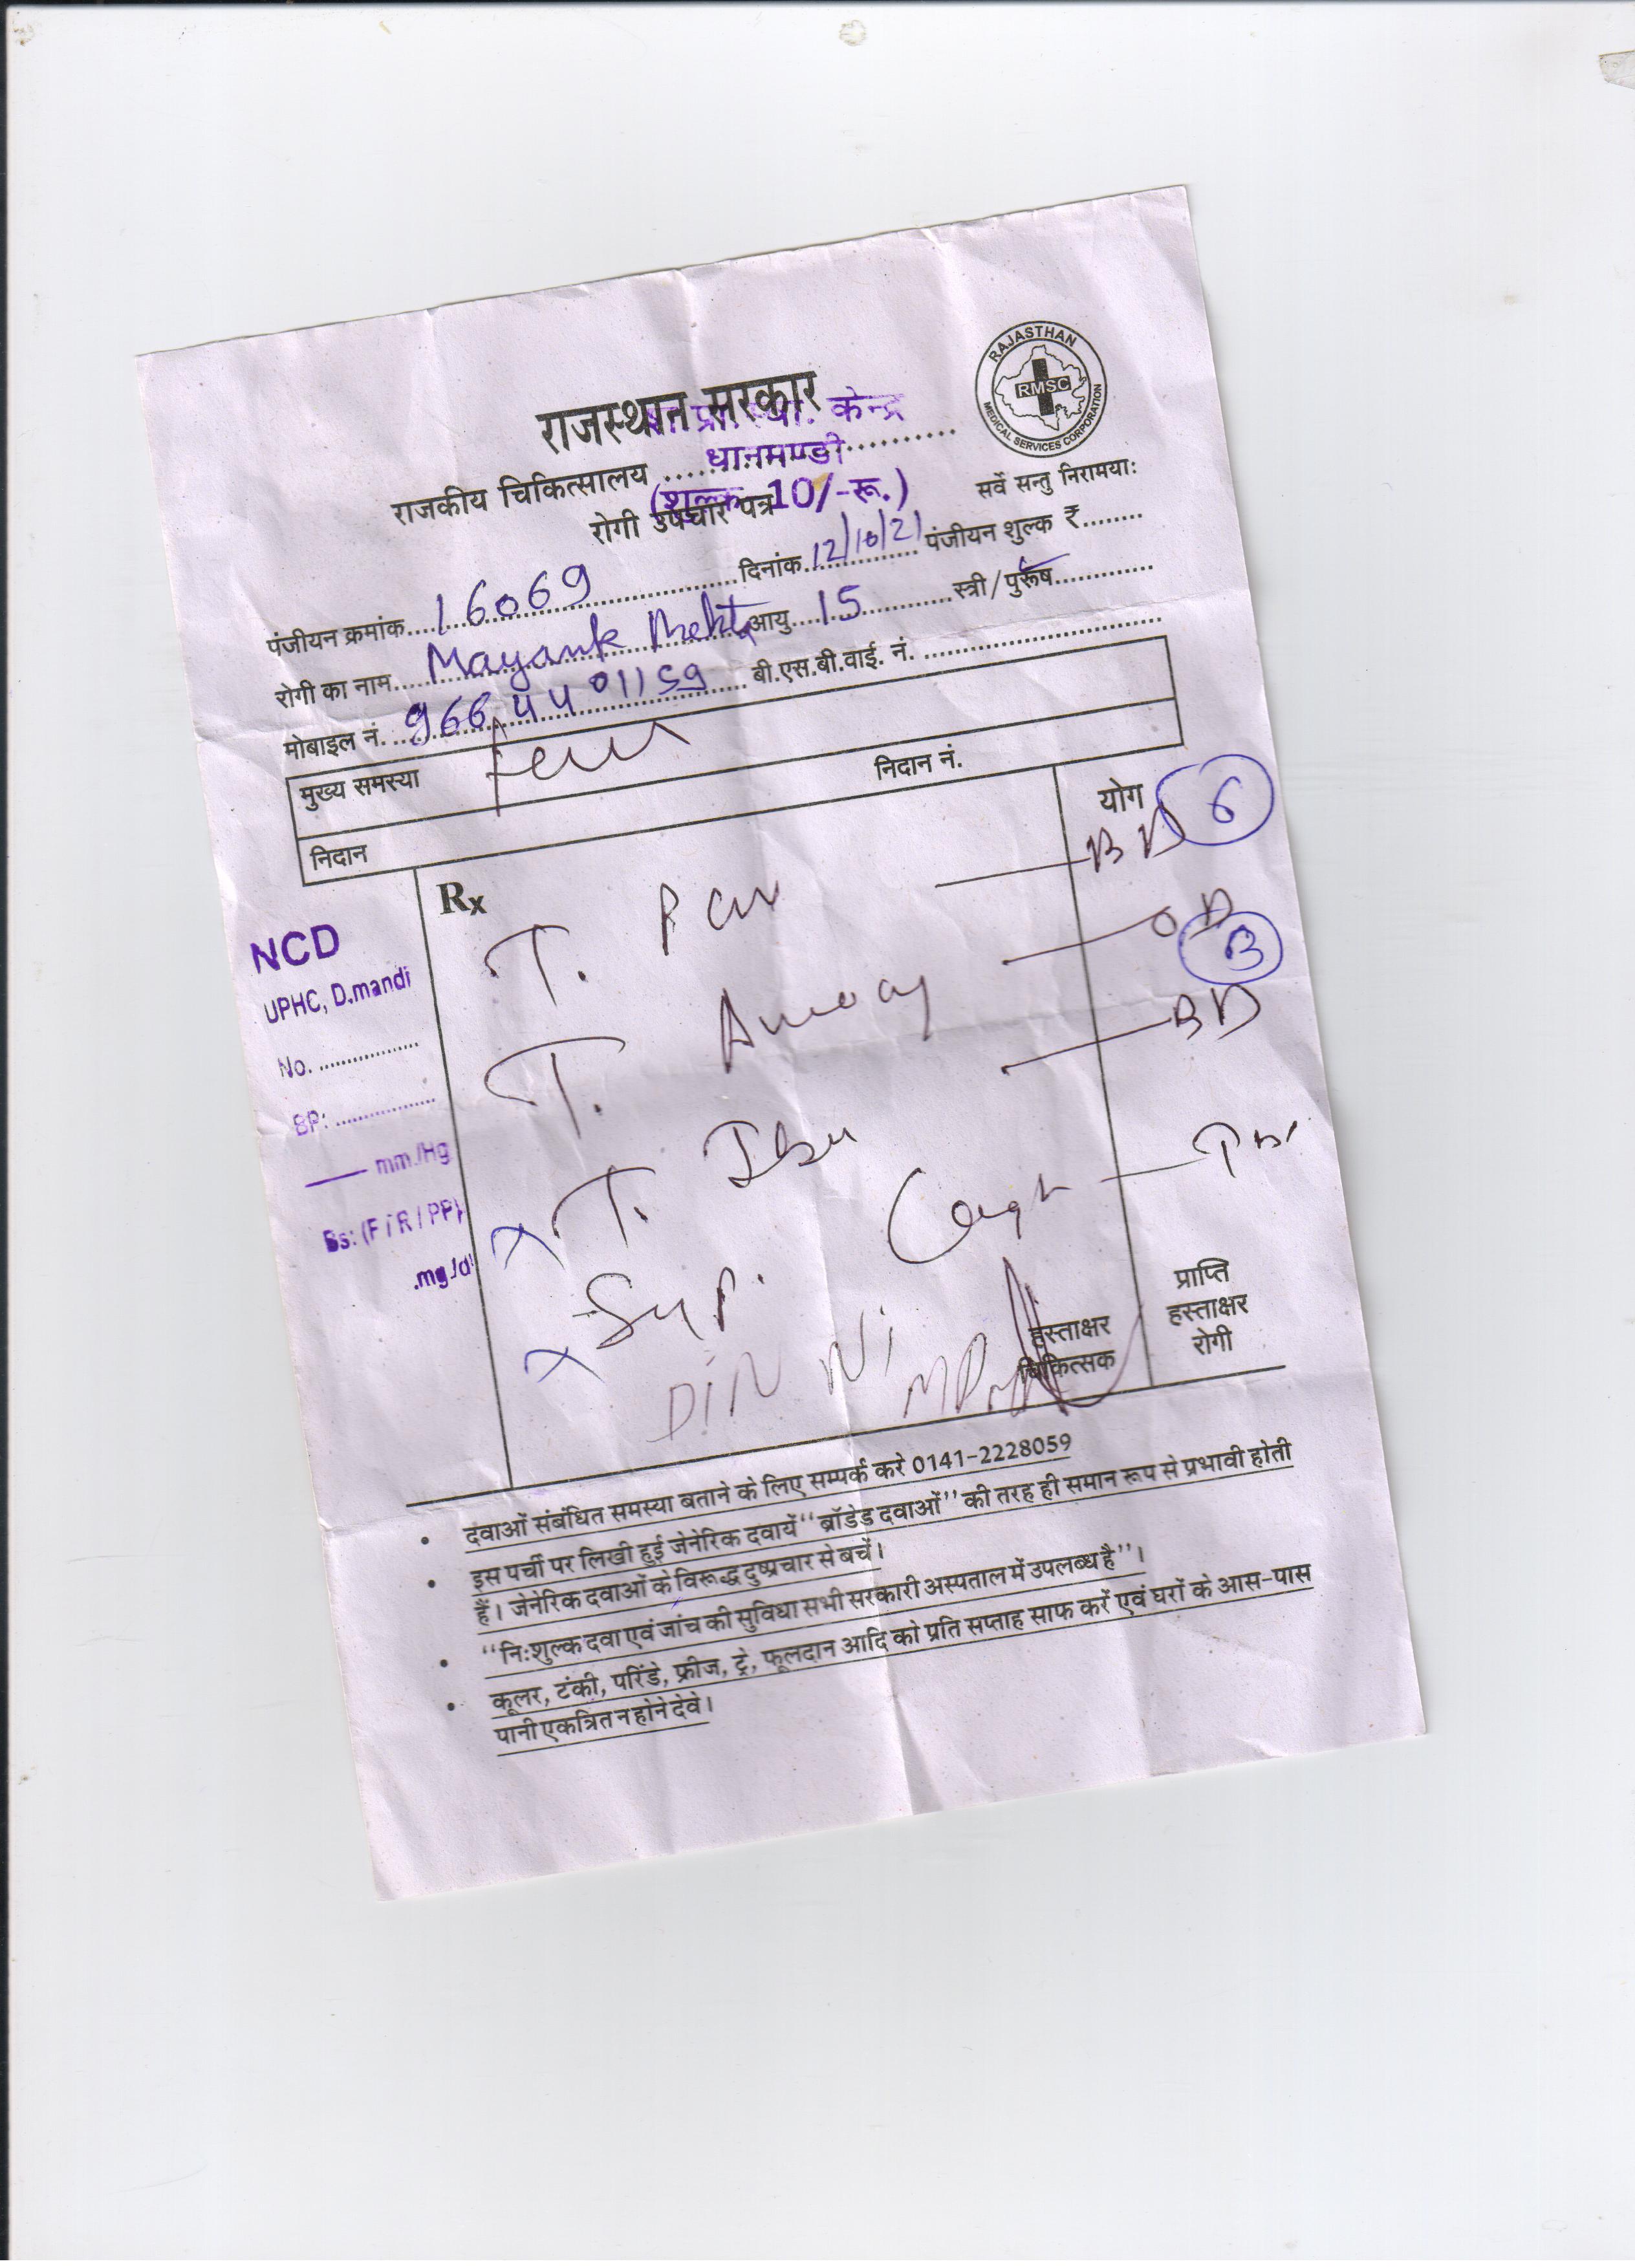 राजस्थान सरकार
केन्द्र
धानमण्डी
राजकीय चिकित्सालय
(शुल्क 10/-रू.)
रोगी उपचार पत्र
RAJASTHAN
RMSC
MEDICAL SERVICES CORPORATION
सर्वे सन्तु निरामयाः
पंजीयन क्रमांक 16069 दिनांक 12/10/21 पंजीयन शुल्क ₹
रोगी का नाम Mayank Mehta आयु 15 स्त्री/पुरूष
मोबाइल नं. 9664401159 बी.एस.बी.वाई. नं.
मुख्य समस्या
निदान नं.
निदान
योग
Rx
T. BD 6
T. OD 3
T. Ibu BD
Syp. Cough
NCD
UPHC, D.mandi
No.
BP:
mm./Hg
Bs: (F / R / PP)
.mg./dl
हस्ताक्षर
चिकित्सक
प्राप्ति
हस्ताक्षर
रोगी
• दवाओं संबंधित समस्या बताने के लिए सम्पर्क करे 0141-2228059
• इस पर्ची पर लिखी हुई जेनेरिक दवायें "ब्रॉडेड दवाओं" की तरह ही समान रूप से प्रभावी होती
हैं। जेनेरिक दवाओं के विरूद्ध दुष्प्रचार से बचें।
• "निःशुल्क दवा एवं जांच की सुविधा सभी सरकारी अस्पताल में उपलब्ध है"।
• कूलर, टंकी, परिंडे, फ्रीज, ट्रे, फूलदान आदि को प्रति सप्ताह साफ करें एवं घरों के आस-पास
पानी एकत्रित न होने देवे।